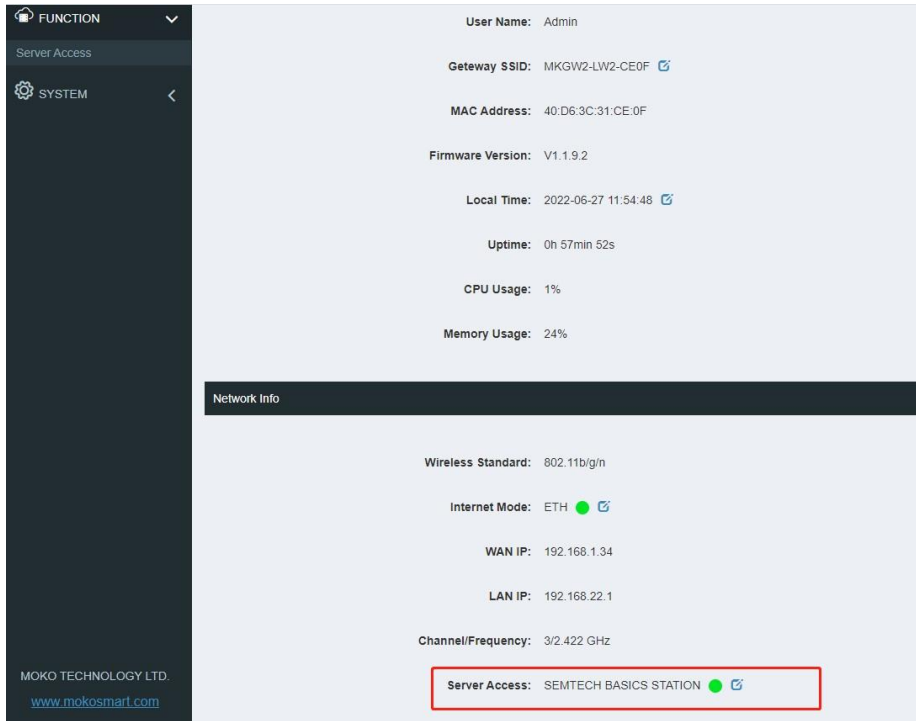 FUNCTION
Server Access
SYSTEM
User Name: Admin
Geteway SSID: MKGW2-LW2-CE0F
MAC Address: 40:D6:3C:31:CE:0F
Firmware Version: V1.1.9.2
Local Time: 2022-06-27 11:54:48
Uptime: 0h 57min 52s
CPU Usage: 1%
Memory Usage: 24%
Network Info
Wireless Standard: 802.11b/g/n
Internet Mode: ETH
WAN IP: 192.168.1.34
LAN IP: 192.168.22.1
Channel/Frequency: 3/2.422 GHz
Server Access: SEMTECH BASICS STATION
MOKO TECHNOLOGY LTD.
www.mokosmart.com